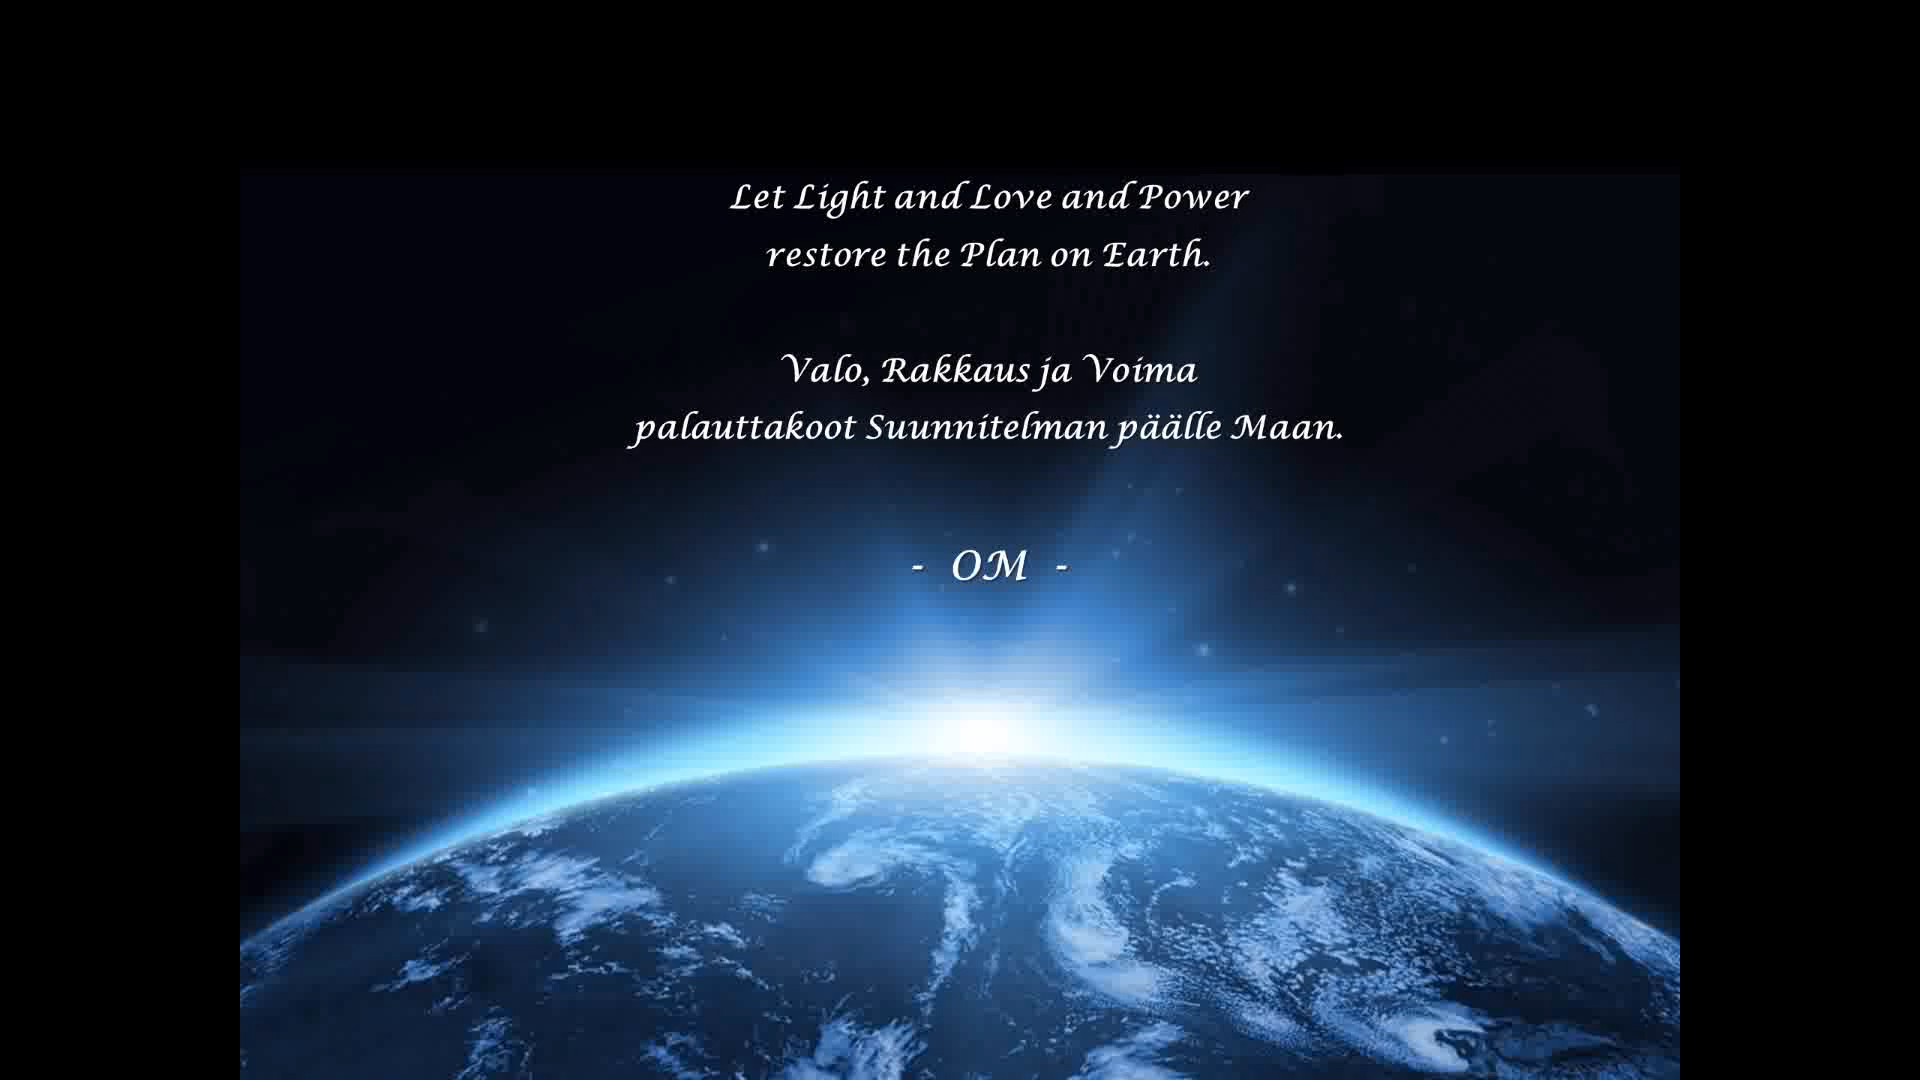 Let Light and Love and Power
restore the Plan on Earth.
Valo, Rakkaus ja Voima
palauttakoot Suunnitelman päälle Maan.
- OM -